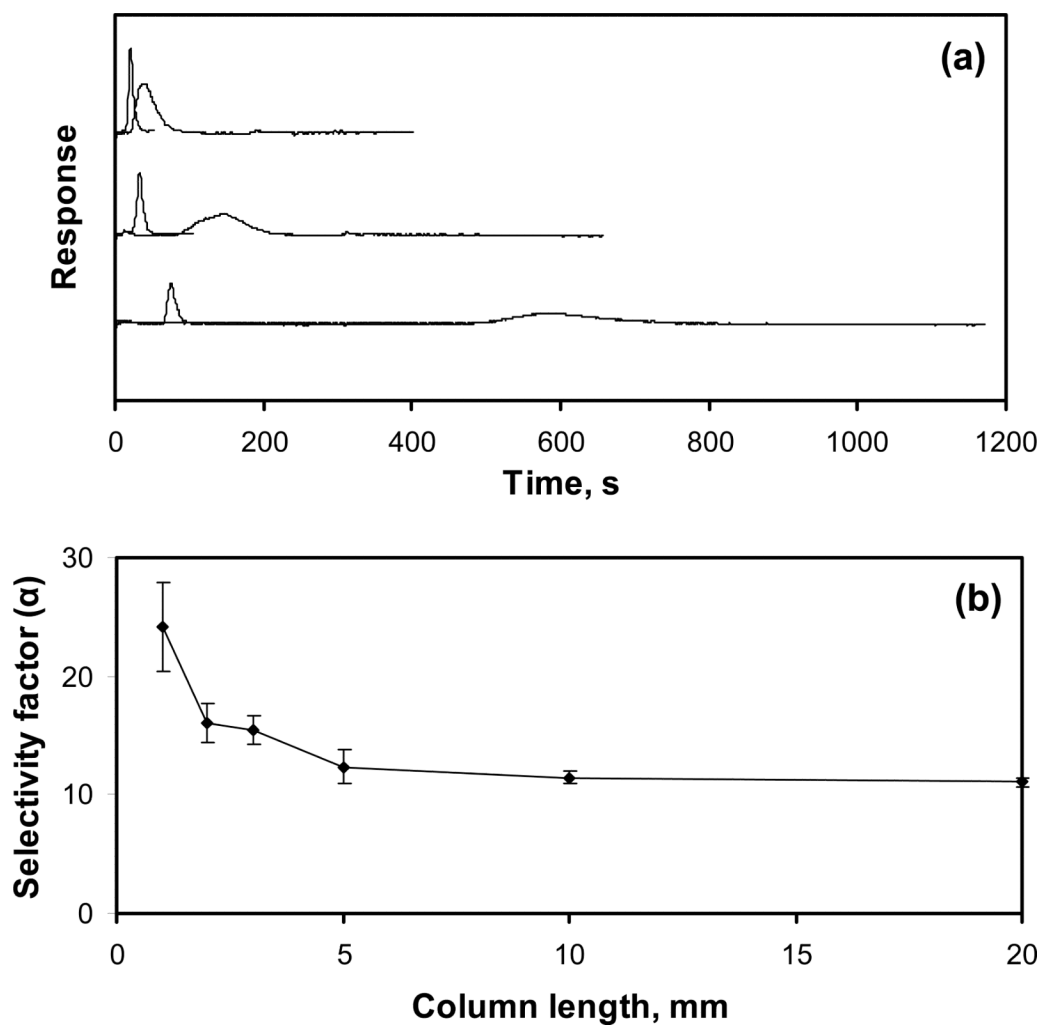 (a)
Response
0 200 400 600 800 1000 1200
Time, s
30
20
10
0
(b)
Selectivity factor (α)
0 5 10 15 20
Column length, mm